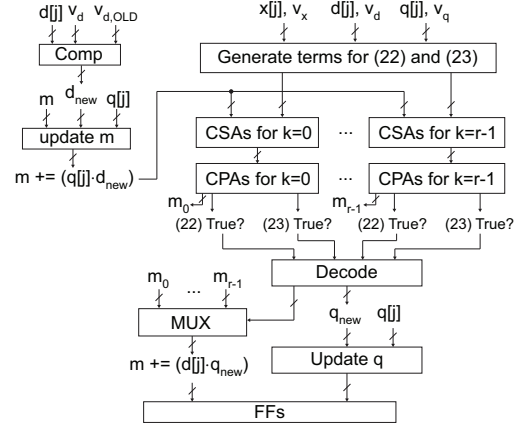 d[j] v_d v_d,OLD
x[j], v_x d[j], v_d q[j], v_q
Comp
Generate terms for (22) and (23)
m d_new q[j]
update m
CSAs for k=0 ... CSAs for k=r-1
m += (q[j]·d_new)
CPAs for k=0 ... CPAs for k=r-1
m_0 m_r-1
(22) True? (23) True? (22) True? (23) True?
Decode
m_0 ... m_r-1
MUX
q_new q[j]
m += (d[j]·q_new)
Update q
FFs